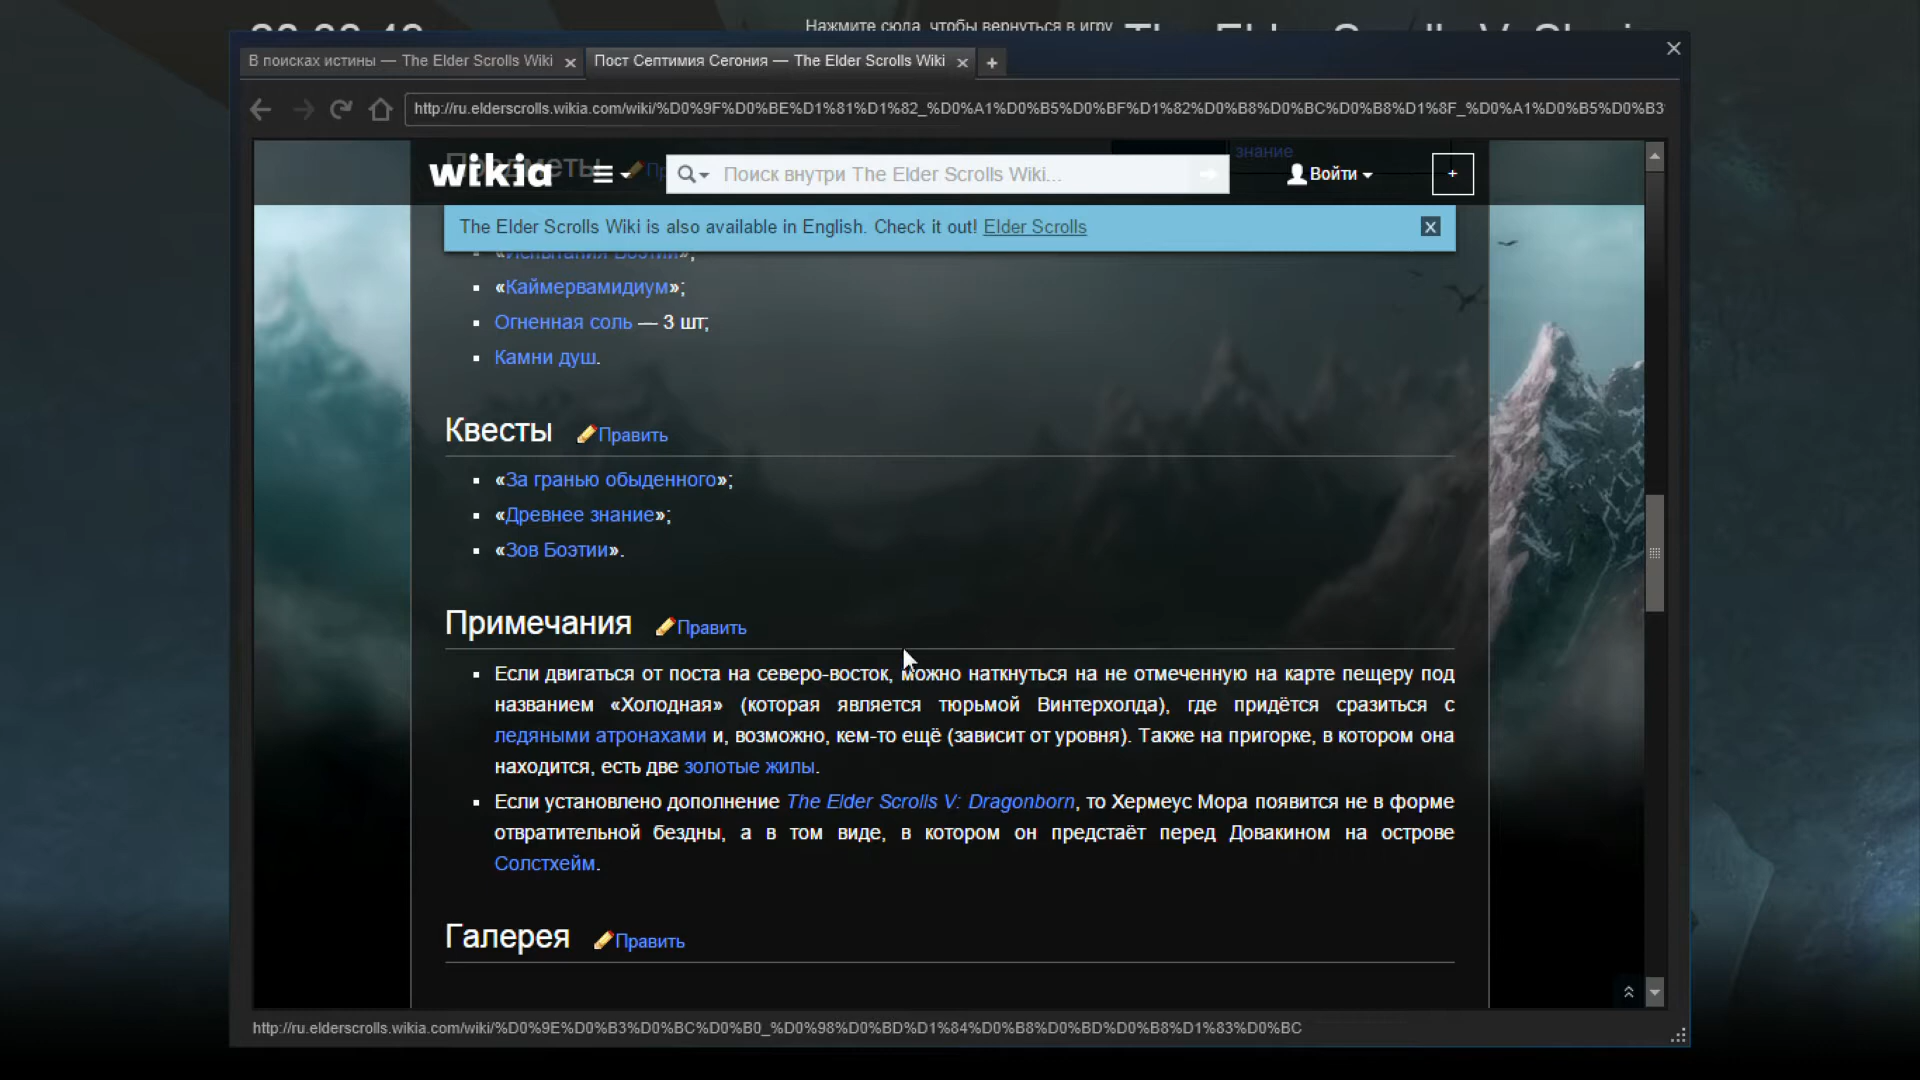 Нажмите сюда, чтобы вернуться в игру
В поисках истины — The Elder Scrolls Wiki
Пост Септимия Сегония — The Elder Scrolls Wiki
http://ru.elderscrolls.wikia.com/wiki/%D0%9F%D0%BE%D1%81%D1%82_%D0%A1%D0%B5%D0%BF%D1%82%D0%B8%D0%BC%D0%B8%D1%8F_%D0%A1%D0%B5%D0%B3
знание
wikia
Поиск внутри The Elder Scrolls Wiki...
Войти
+
The Elder Scrolls Wiki is also available in English. Check it out! Elder Scrolls
«Испытания Боэтии»;
«Каймервамидиум»;
Огненная соль — 3 шт;
Камни душ.
Квесты Править
«За гранью обыденного»;
«Древнее знание»;
«Зов Боэтии».
Примечания Править
Если двигаться от поста на северо-восток, можно наткнуться на не отмеченную на карте пещеру под
названием «Холодная» (которая является тюрьмой Винтерхолда), где придётся сразиться с
ледяными атронахами и, возможно, кем-то ещё (зависит от уровня). Также на пригорке, в котором она
находится, есть две золотые жилы.
Если установлено дополнение The Elder Scrolls V: Dragonborn, то Хермеус Мора появится не в форме
отвратительной бездны, а в том виде, в котором он предстаёт перед Довакином на острове
Солстхейм.
Галерея Править
http://ru.elderscrolls.wikia.com/wiki/%D0%9E%D0%B3%D0%BC%D0%B0_%D0%98%D0%BD%D1%84%D0%B8%D0%BD%D0%B8%D1%83%D0%BC